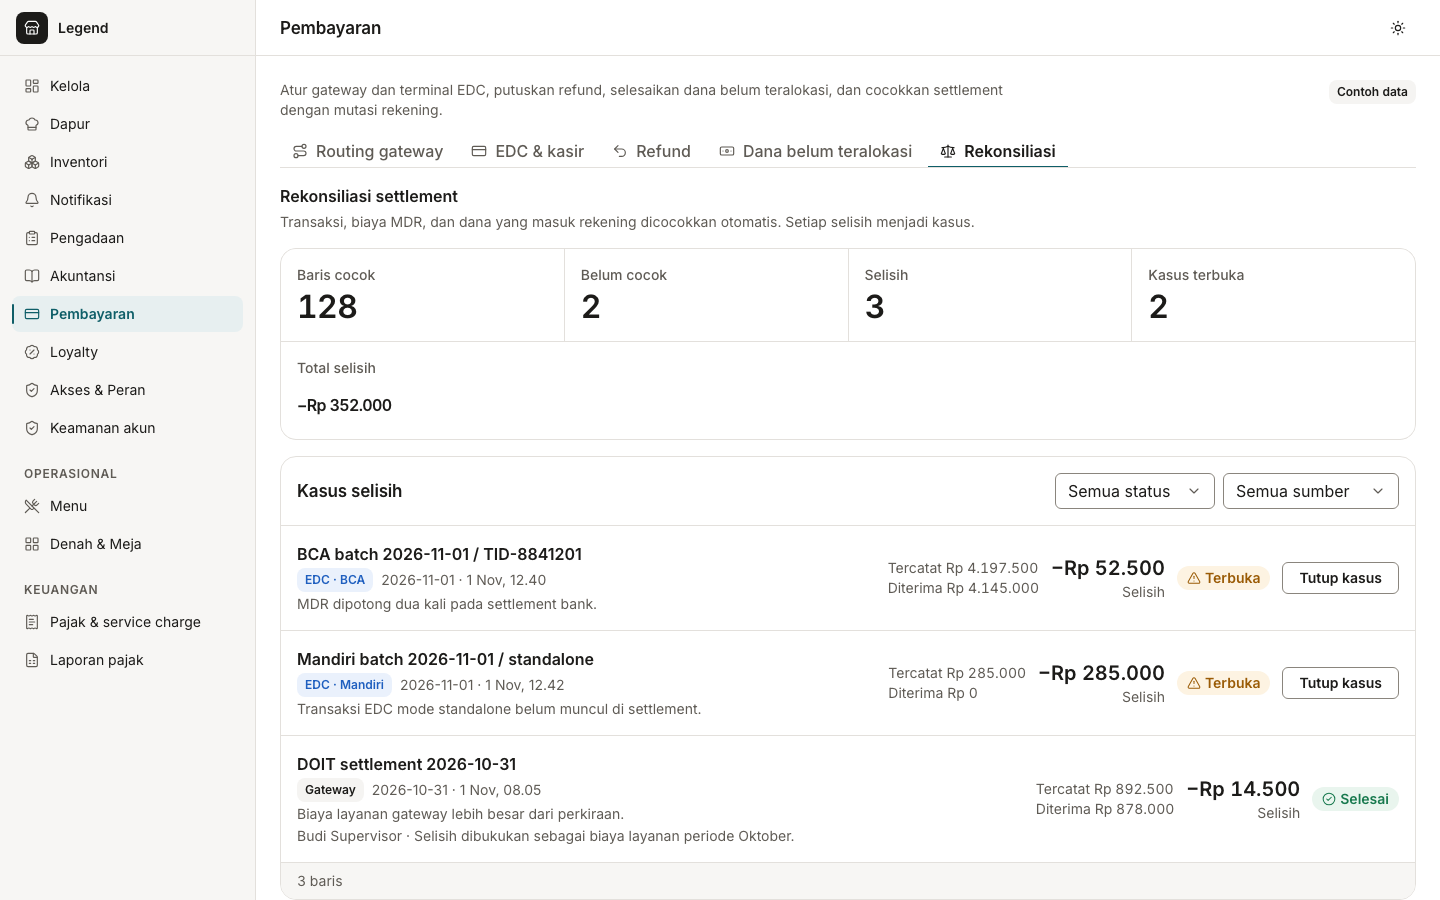 Legend
Pembayaran
Kelola
Dapur
Inventori
Notifikasi
Pengadaan
Akuntansi
Pembayaran
Loyalty
Akses & Peran
Keamanan akun
OPERASIONAL
Menu
Denah & Meja
KEUANGAN
Pajak & service charge
Laporan pajak
Atur gateway dan terminal EDC, putuskan refund, selesaikan dana belum teralokasi, dan cocokkan settlement
dengan mutasi rekening.
Contoh data
Routing gateway
EDC & kasir
Refund
Dana belum teralokasi
Rekonsiliasi
Rekonsiliasi settlement
Transaksi, biaya MDR, dan dana yang masuk rekening dicocokkan otomatis. Setiap selisih menjadi kasus.
Baris cocok
128
Belum cocok
2
Selisih
3
Kasus terbuka
2
Total selisih
−Rp 352.000
Kasus selisih
Semua status
Semua sumber
BCA batch 2026-11-01 / TID-8841201
EDC · BCA 2026-11-01 · 1 Nov, 12.40
MDR dipotong dua kali pada settlement bank.
Tercatat Rp 4.197.500
Diterima Rp 4.145.000
−Rp 52.500
Selisih
Terbuka
Tutup kasus
Mandiri batch 2026-11-01 / standalone
EDC · Mandiri 2026-11-01 · 1 Nov, 12.42
Transaksi EDC mode standalone belum muncul di settlement.
Tercatat Rp 285.000
Diterima Rp 0
−Rp 285.000
Selisih
Terbuka
Tutup kasus
DOIT settlement 2026-10-31
Gateway 2026-10-31 · 1 Nov, 08.05
Biaya layanan gateway lebih besar dari perkiraan.
Budi Supervisor · Selisih dibukukan sebagai biaya layanan periode Oktober.
Tercatat Rp 892.500
Diterima Rp 878.000
−Rp 14.500
Selisih
Selesai
3 baris